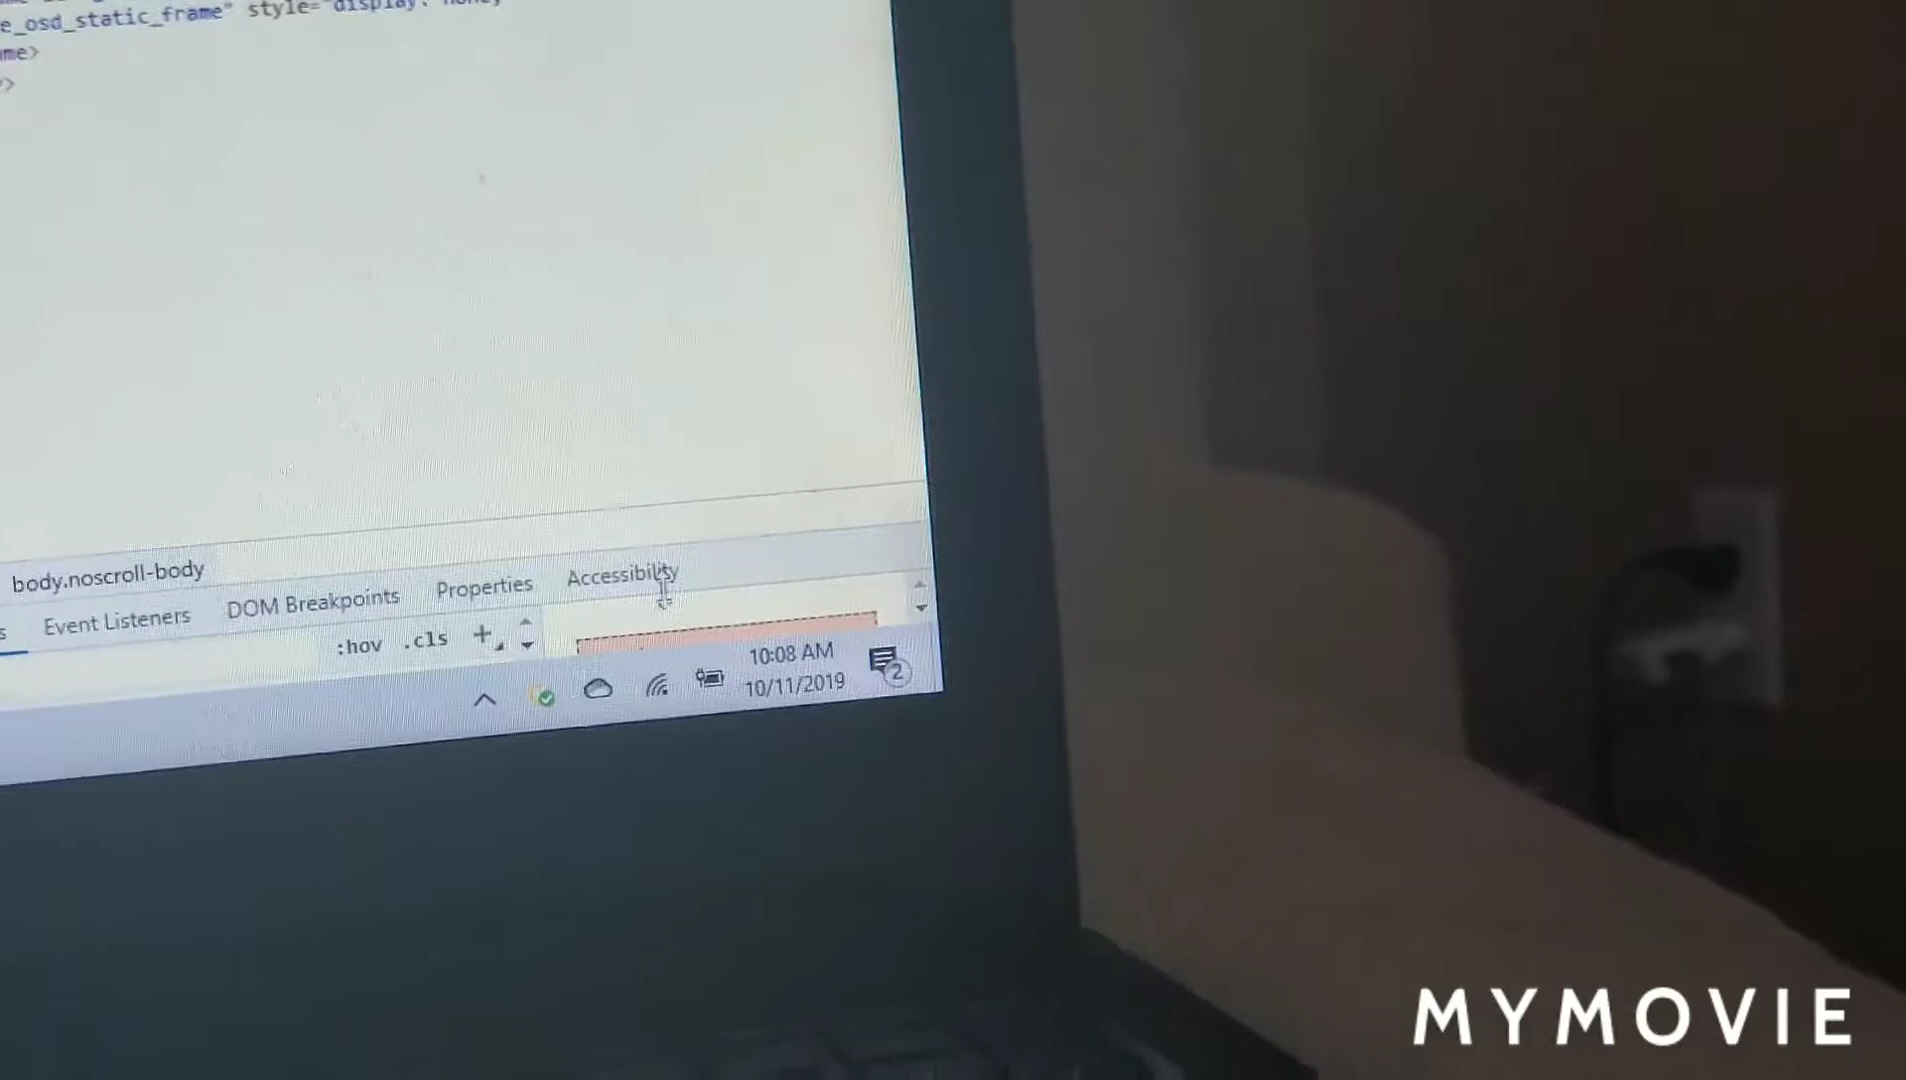 e_osd_static_frame" style="display:
me>
>
body.noscroll-body
s Event Listeners DOM Breakpoints Properties Accessibility
:hov .cls +
10:08 AM
10/11/2019
2
MYMOVIE